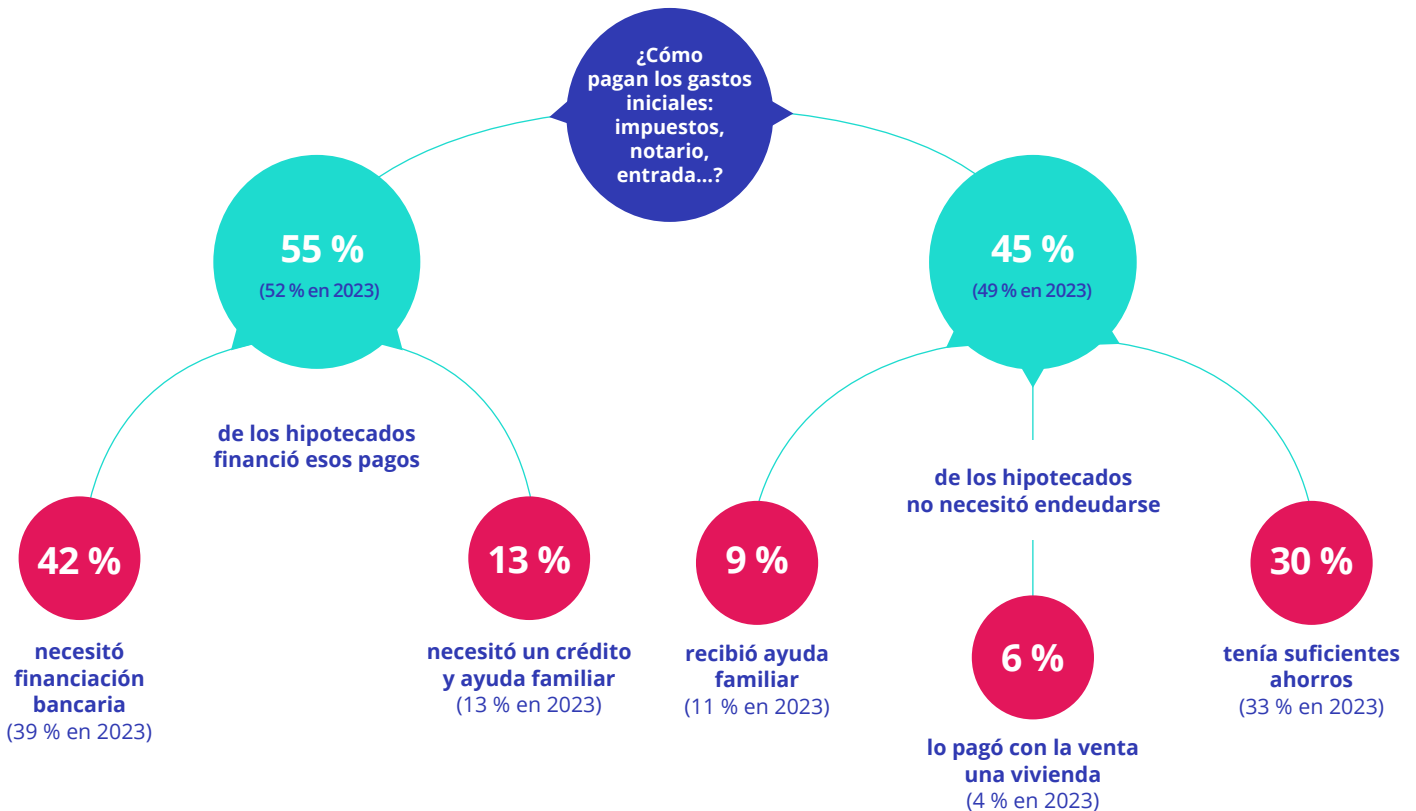 ¿Cómo
pagan los gastos
iniciales:
impuestos,
notario,
entrada...?
55 %
(52 % en 2023)
de los hipotecados
financió esos pagos
42 %
necesitó
financiación
bancaria
(39 % en 2023)
13 %
necesitó un crédito
y ayuda familiar
(13 % en 2023)
45 %
(49 % en 2023)
de los hipotecados
no necesitó endeudarse
9 %
recibió ayuda
familiar
(11 % en 2023)
6 %
lo pagó con la venta
una vivienda
(4 % en 2023)
30 %
tenía suficientes
ahorros
(33 % en 2023)